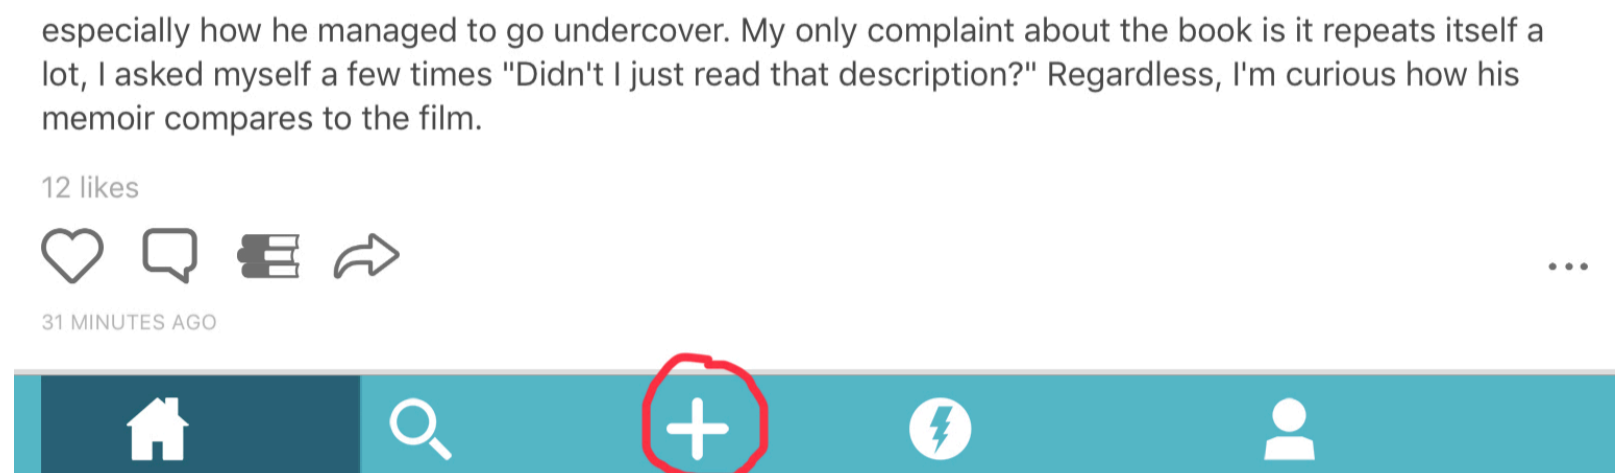 especially how he managed to go undercover. My only complaint about the book is it repeats itself a
lot, I asked myself a few times "Didn't I just read that description?" Regardless, I'm curious how his
memoir compares to the film.
12 likes
31 MINUTES AGO